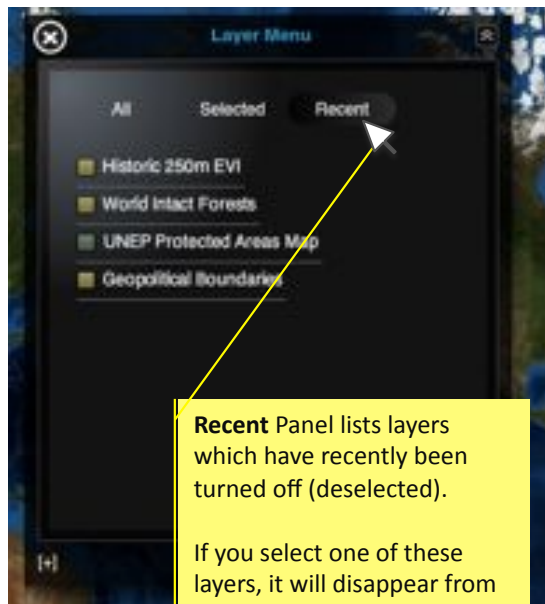 Layer Menu
All Selected Recent
Historic 250m EVI
World Intact Forests
UNEP Protected Areas Map
Geopolitical Boundaries
Recent Panel lists layers
which have recently been
turned off (deselected).
If you select one of these
layers, it will disappear from
[+]